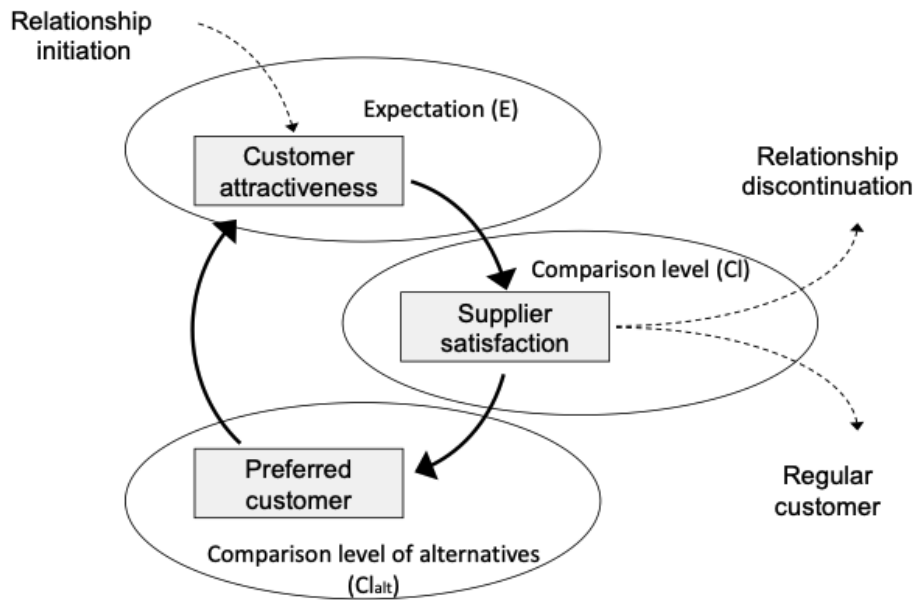 Relationship
initiation
Expectation (E)
Customer
attractiveness
Relationship
discontinuation
Comparison level (Cl)
Supplier
satisfaction
Preferred
customer
Regular
customer
Comparison level of alternatives
(Clalt)